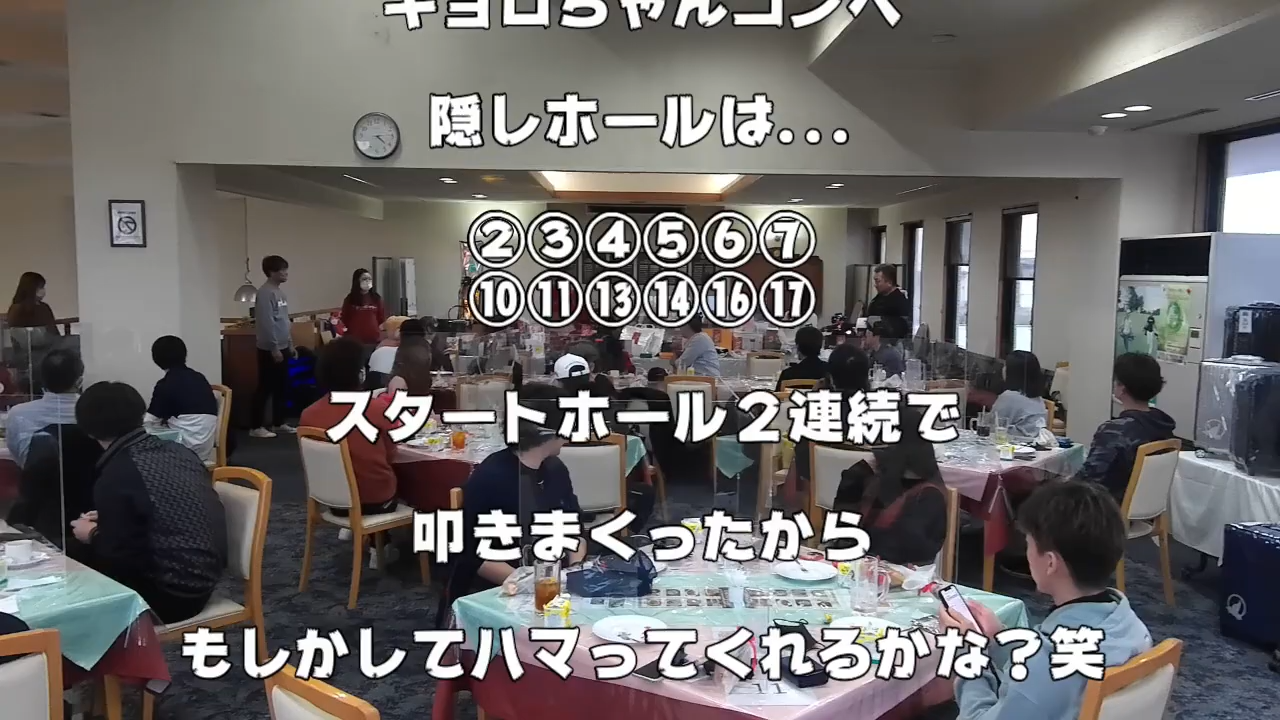 キョロちゃんコンペ
隠しホールは...
②③④⑤⑥⑦
⑩⑪⑬⑭⑯⑰
スタートホール２連続で
叩きまくったから
もしかしてハマってくれるかな？笑